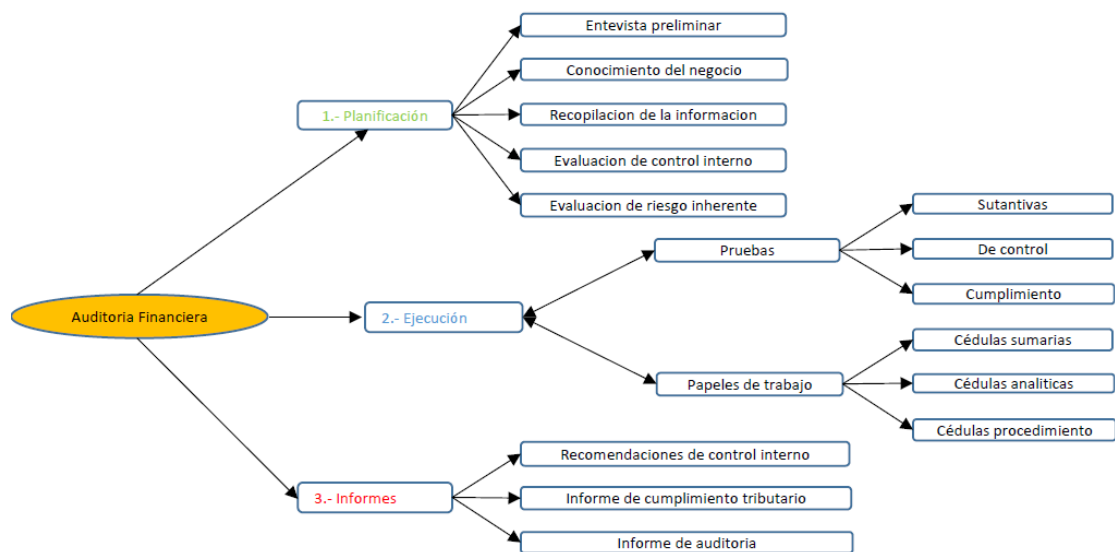 Entevista preliminar
Conocimiento del negocio
1.- Planificación
Recopilacion de la informacion
Evaluacion de control interno
Evaluacion de riesgo inherente
Sutantivas
Pruebas
De control
Cumplimiento
Auditoria Financiera
2.- Ejecución
Cédulas sumarias
Papeles de trabajo
Cédulas analiticas
Cédulas procedimiento
Recomendaciones de control interno
3.- Informes
Informe de cumplimiento tributario
Informe de auditoria